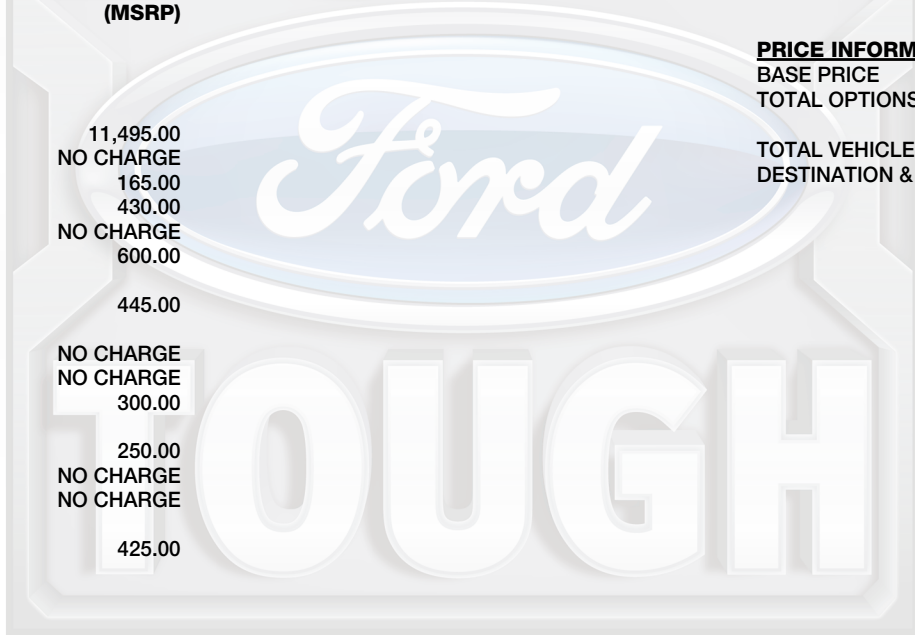 (MSRP)
PRICE INFORM
BASE PRICE
TOTAL OPTIONS
11,495.00
NO CHARGE
TOTAL VEHICLE
165.00
DESTINATION &
430.00
NO CHARGE
600.00
445.00
NO CHARGE
NO CHARGE
300.00
250.00
NO CHARGE
NO CHARGE
425.00
Ford
TOUGH